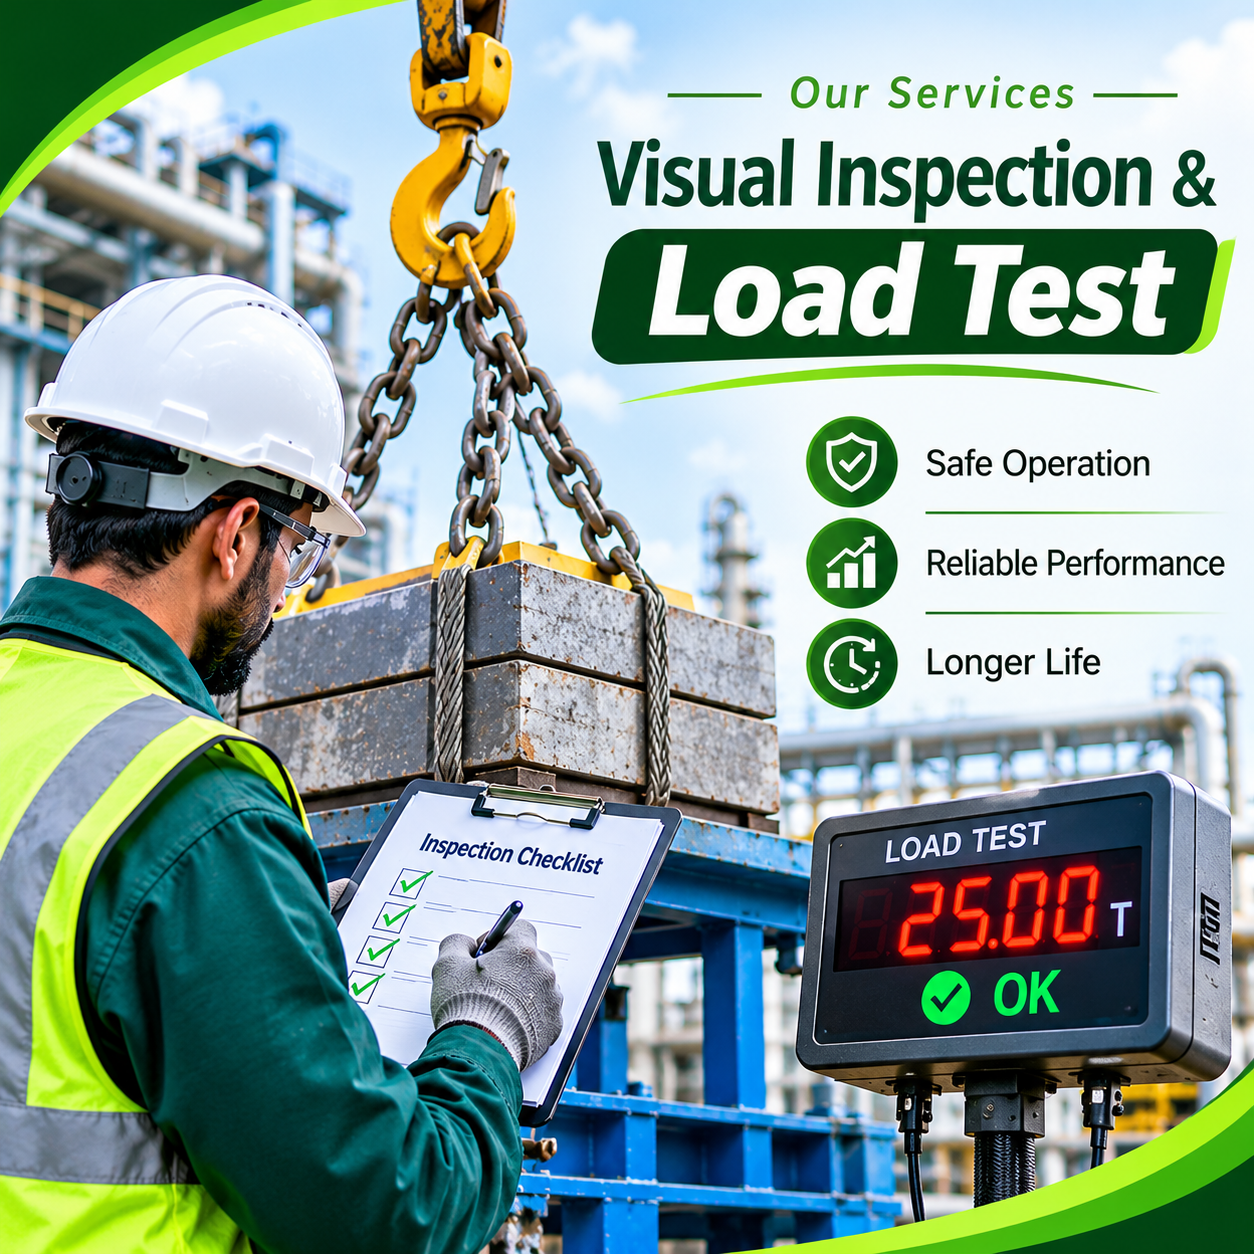 Our Services
Visual Inspection &
Load Test
Safe Operation
Reliable Performance
Longer Life
Inspection Checklist
LOAD TEST
25.00 T
OK